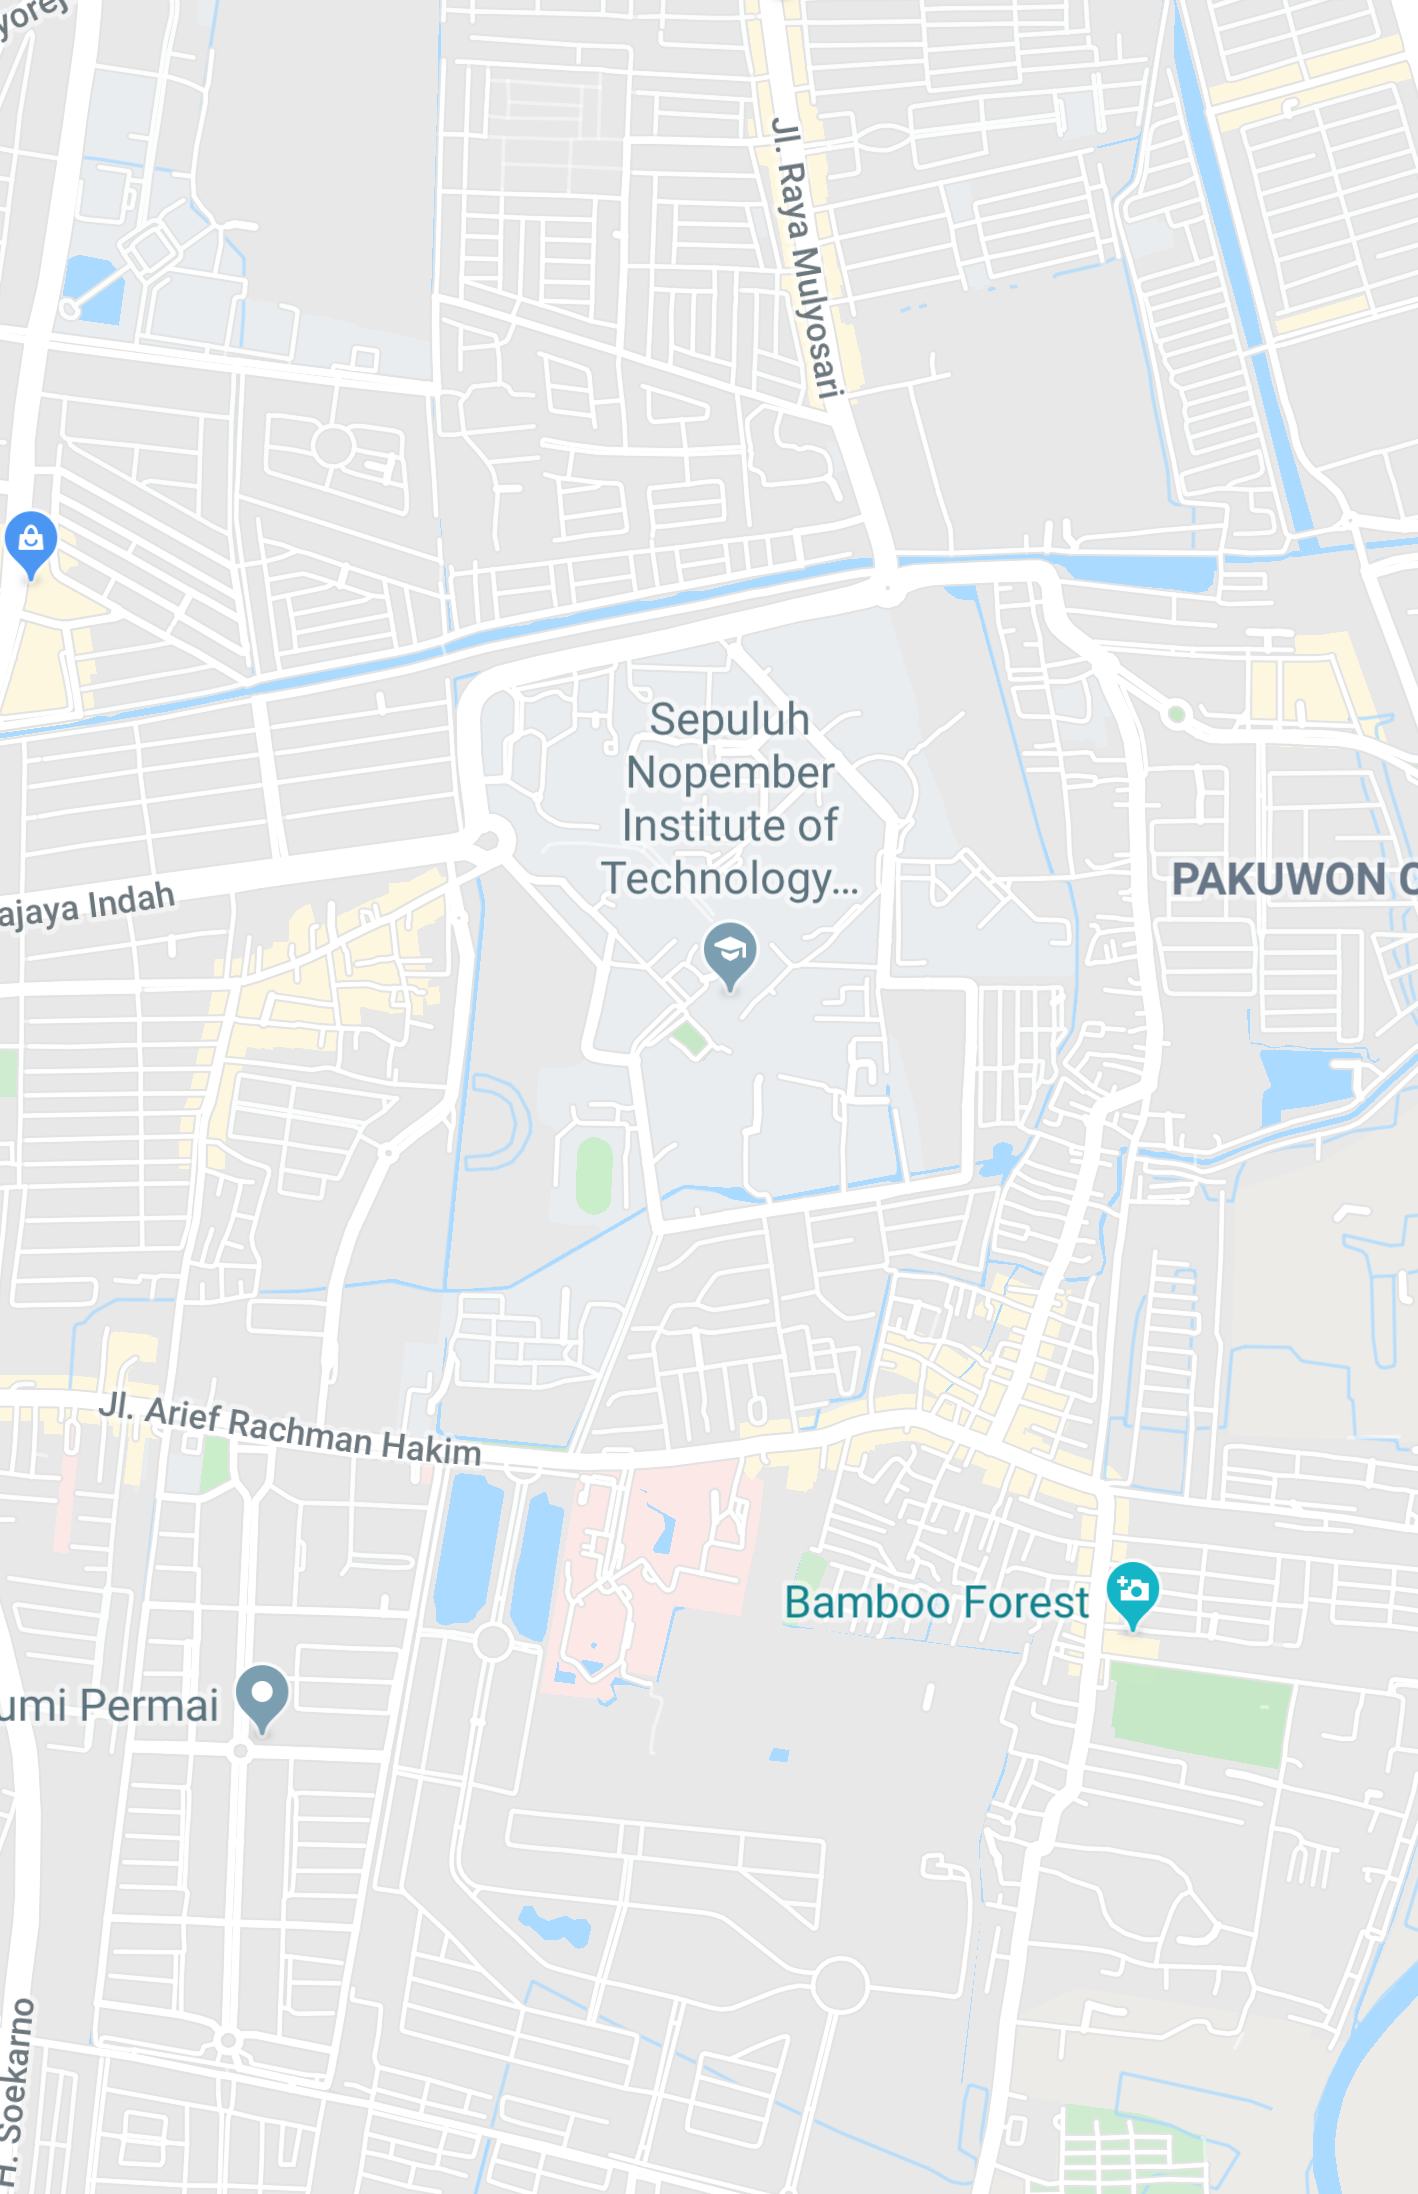 yorej
Jl. Raya Mulyosari
Sepuluh
Nopember
Institute of
Technology...
PAKUWON C
ajaya Indah
Jl. Arief Rachman Hakim
Bamboo Forest
umi Permai
H. Soekarno